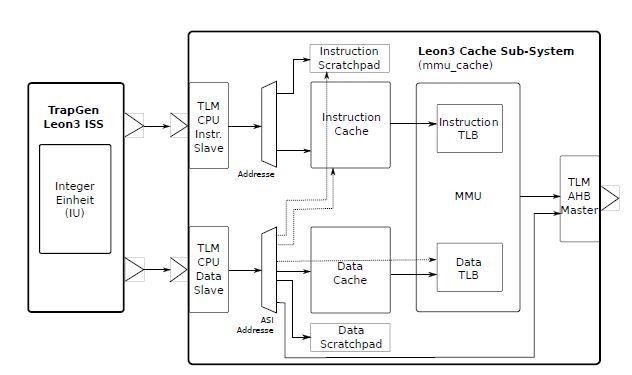 TrapGen
Leon3 ISS
Integer
Einheit
(IU)
Leon3 Cache Sub-System
(mmu_cache)
TLM
CPU
Instr.
Slave
Addresse
Instruction
Scratchpad
Instruction
Cache
Instruction
TLB
MMU
TLM
AHB
Master
TLM
CPU
Data
Slave
ASI
Addresse
Data
Cache
Data
TLB
Data
Scratchpad